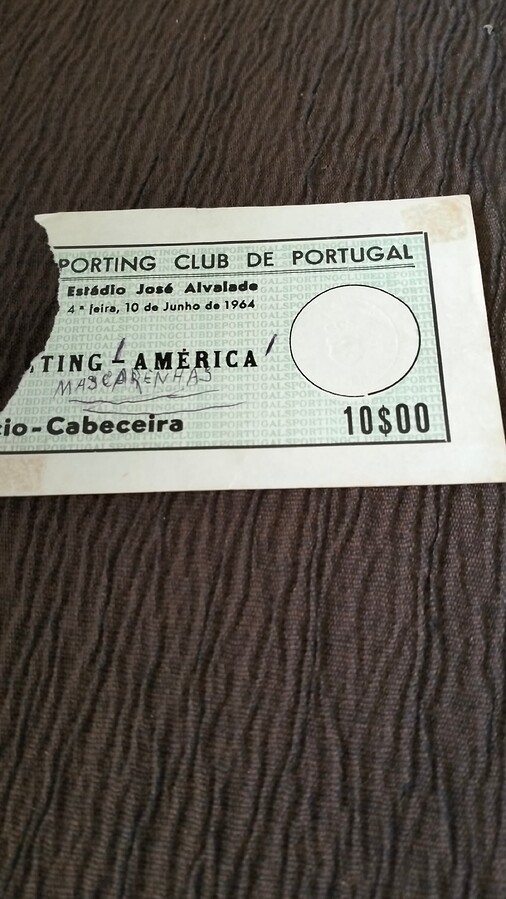 PORTING CLUB DE PORTUGAL
Estádio José Alvalade
4ª feira, 10 de Junho de 1964
TING - AMÉRICA
MASCARENHAS
cio-Cabeceira
10$00